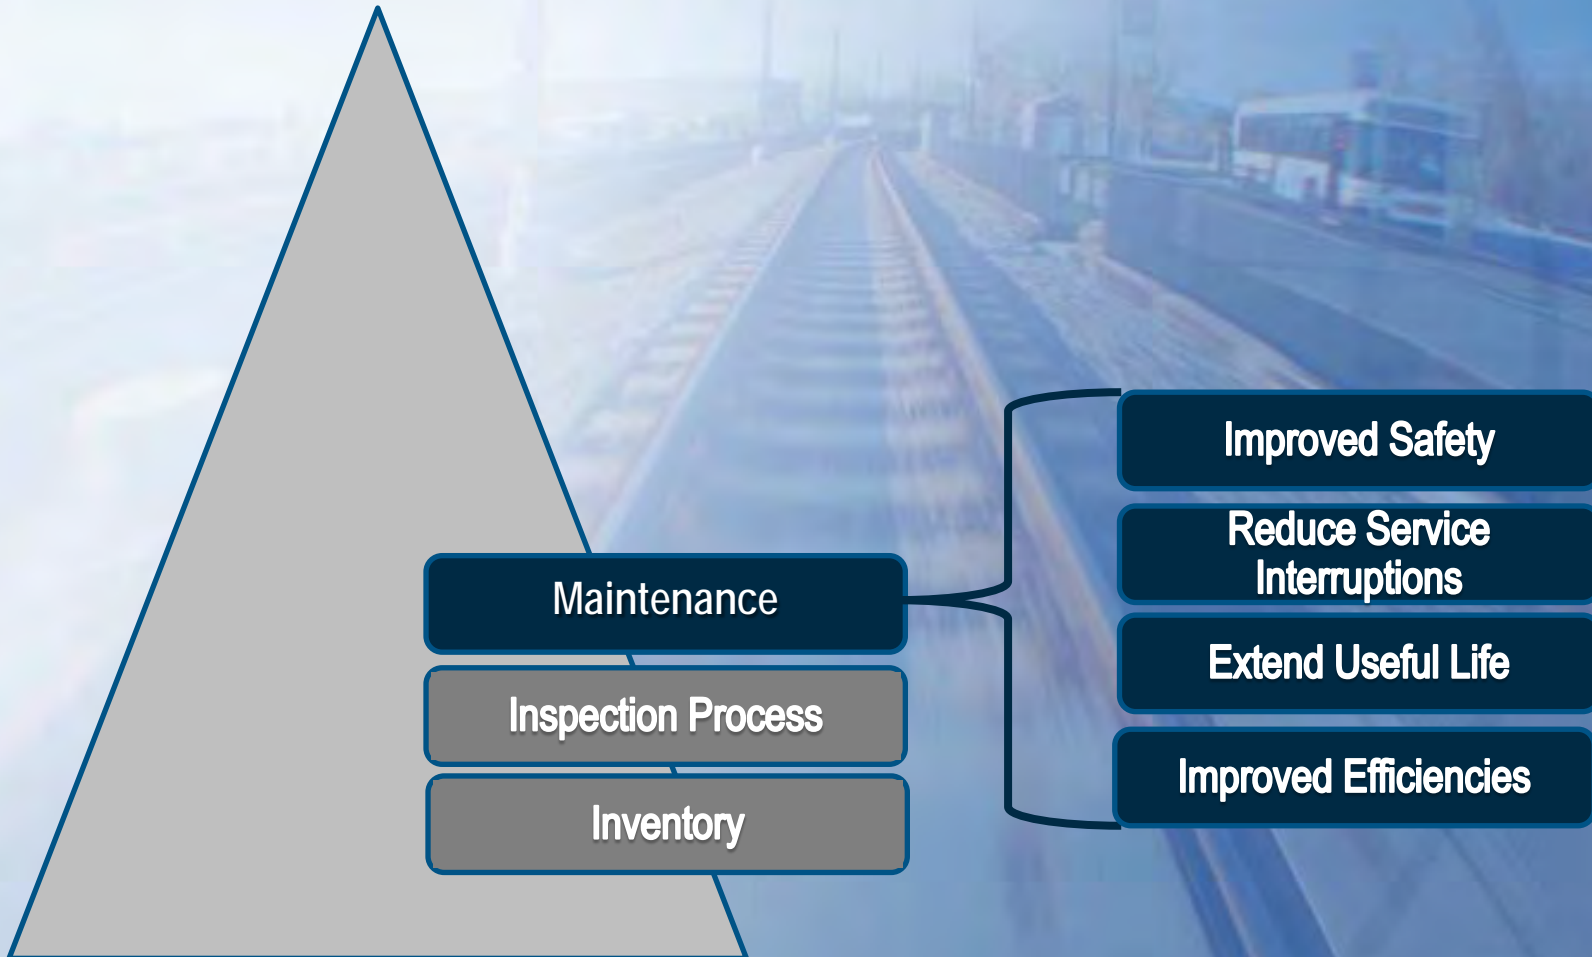 Maintenance
Inspection Process
Inventory
Improved Safety
Reduce Service
Interruptions
Extend Useful Life
Improved Efficiencies